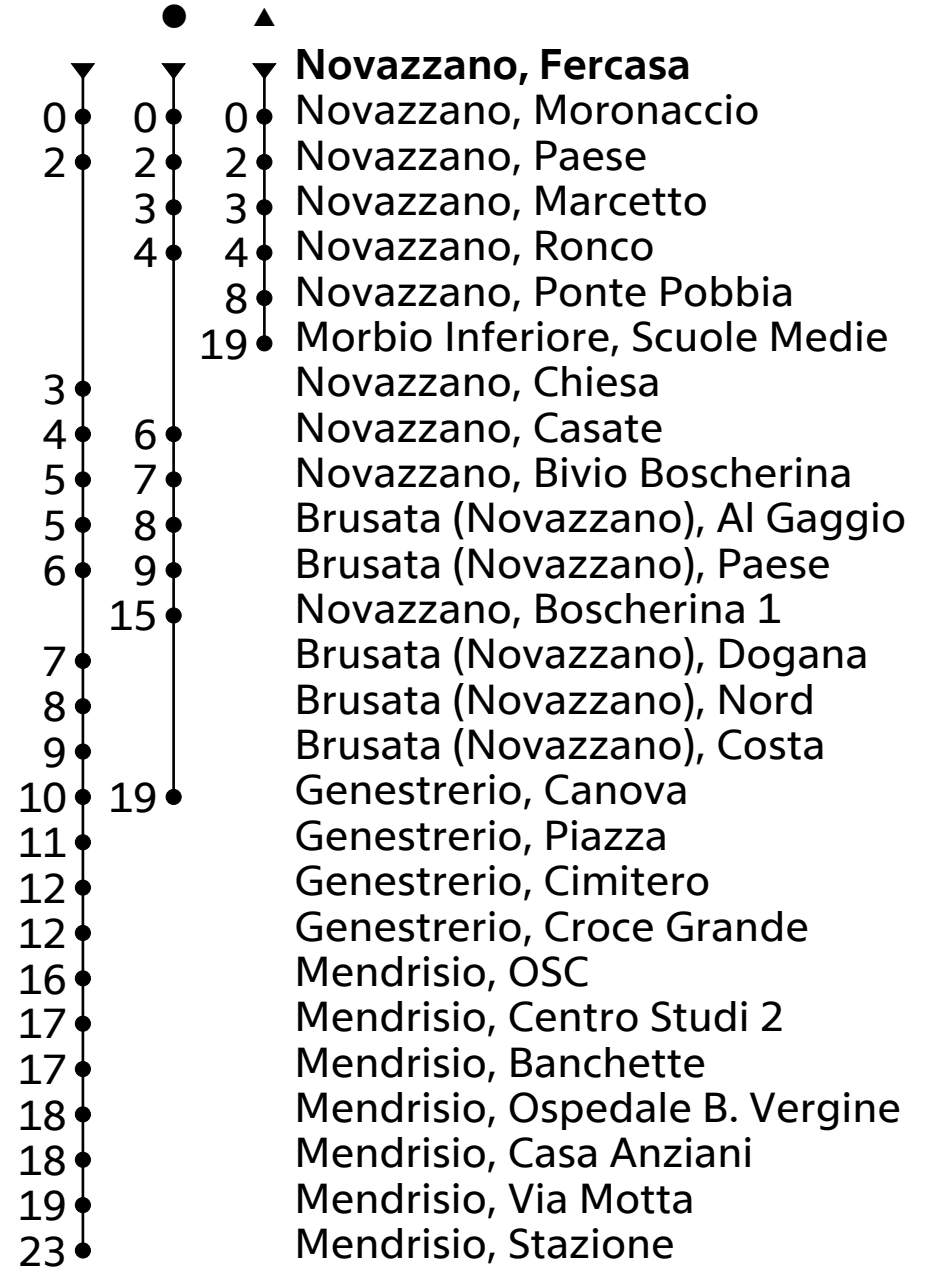 ● ▲
Novazzano, Fercasa
0 0 0 Novazzano, Moronaccio
2 2 2 Novazzano, Paese
3 3 Novazzano, Marcetto
4 4 Novazzano, Ronco
8 Novazzano, Ponte Pobbia
19 Morbio Inferiore, Scuole Medie
3 Novazzano, Chiesa
4 6 Novazzano, Casate
5 7 Novazzano, Bivio Boscherina
5 8 Brusata (Novazzano), Al Gaggio
6 9 Brusata (Novazzano), Paese
15 Novazzano, Boscherina 1
7 Brusata (Novazzano), Dogana
8 Brusata (Novazzano), Nord
9 Brusata (Novazzano), Costa
10 19 Genestrerio, Canova
11 Genestrerio, Piazza
12 Genestrerio, Cimitero
12 Genestrerio, Croce Grande
16 Mendrisio, OSC
17 Mendrisio, Centro Studi 2
17 Mendrisio, Banchette
18 Mendrisio, Ospedale B. Vergine
18 Mendrisio, Casa Anziani
19 Mendrisio, Via Motta
23 Mendrisio, Stazione